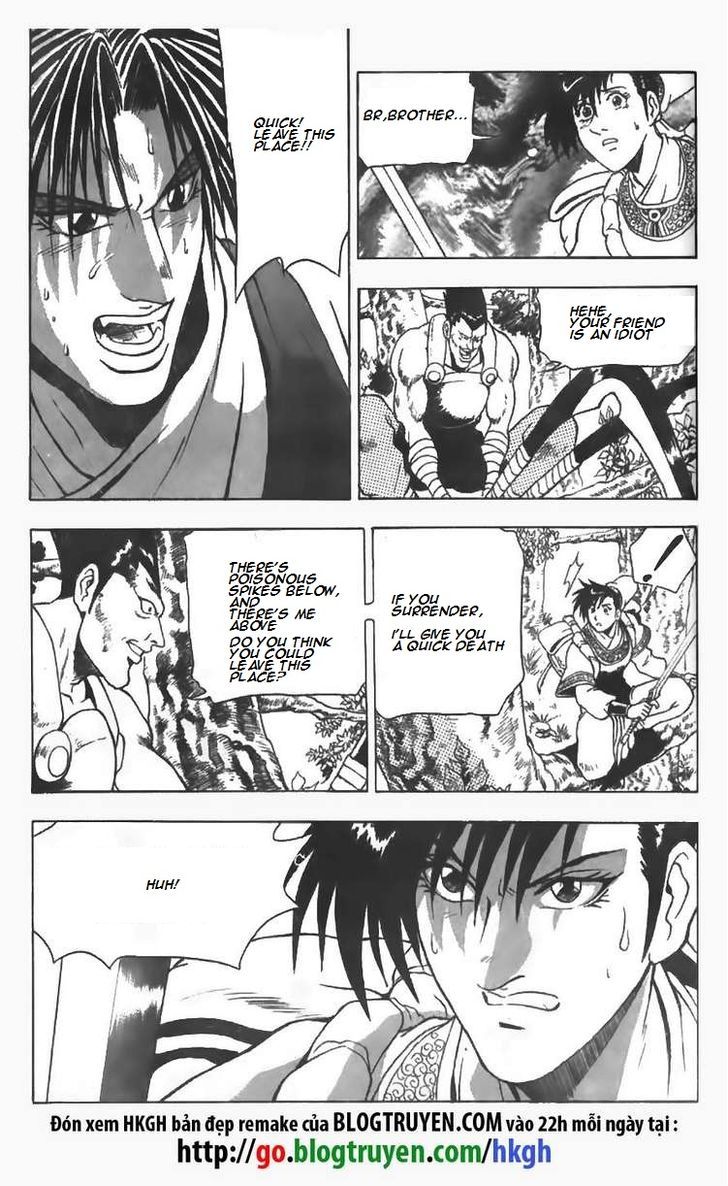 QUICK!
LEAVE THIS
PLACE!!
BR,BROTHER...
HEHE,
YOUR FRIEND
IS AN IDIOT
THERE'S
POISONOUS
SPIKES BELOW,
AND
THERE'S ME
ABOVE
DO YOU THINK
YOU COULD
LEAVE THIS
PLACE?
IF YOU
SURRENDER,
I'LL GIVE YOU
A QUICK DEATH
!
HUH!
Đón xem HKGH bản đẹp remake của BLOGTRUYEN.COM vào 22h mỗi ngày tại :
http://go.blogtruyen.com/hkgh